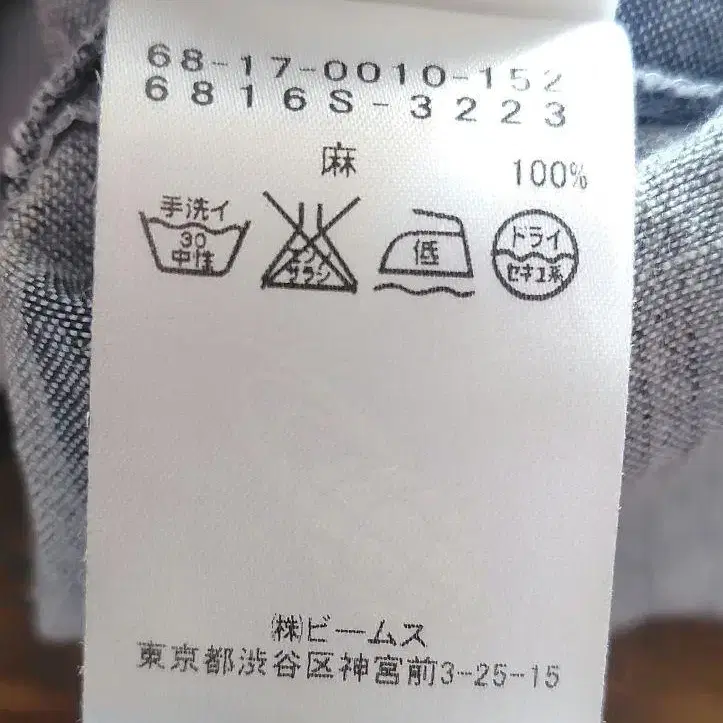 68-17-0010-152
6816S-3223
麻 100%
手洗イ
30
中性
エンソ
サラシ
低
ドライ
セキユ系
㈱ビームス
東京都渋谷区神宮前3-25-15